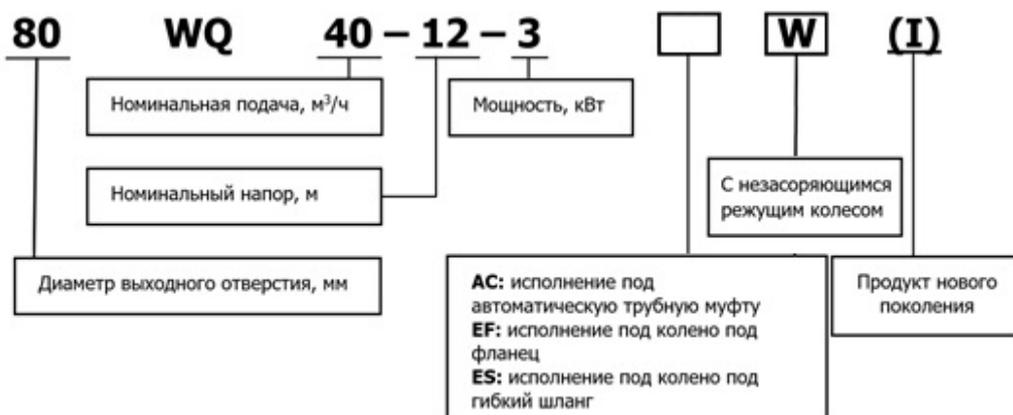 80 WQ 40 – 12 – 3 W (I)
Номинальная подача, м³/ч
Мощность, кВт
Номинальный напор, м
С незасоряющимся
режущим колесом
Диаметр выходного отверстия, мм
AC: исполнение под
автоматическую трубную муфту
EF: исполнение под колено под
фланец
ES: исполнение под колено под
гибкий шланг
Продукт нового
поколения